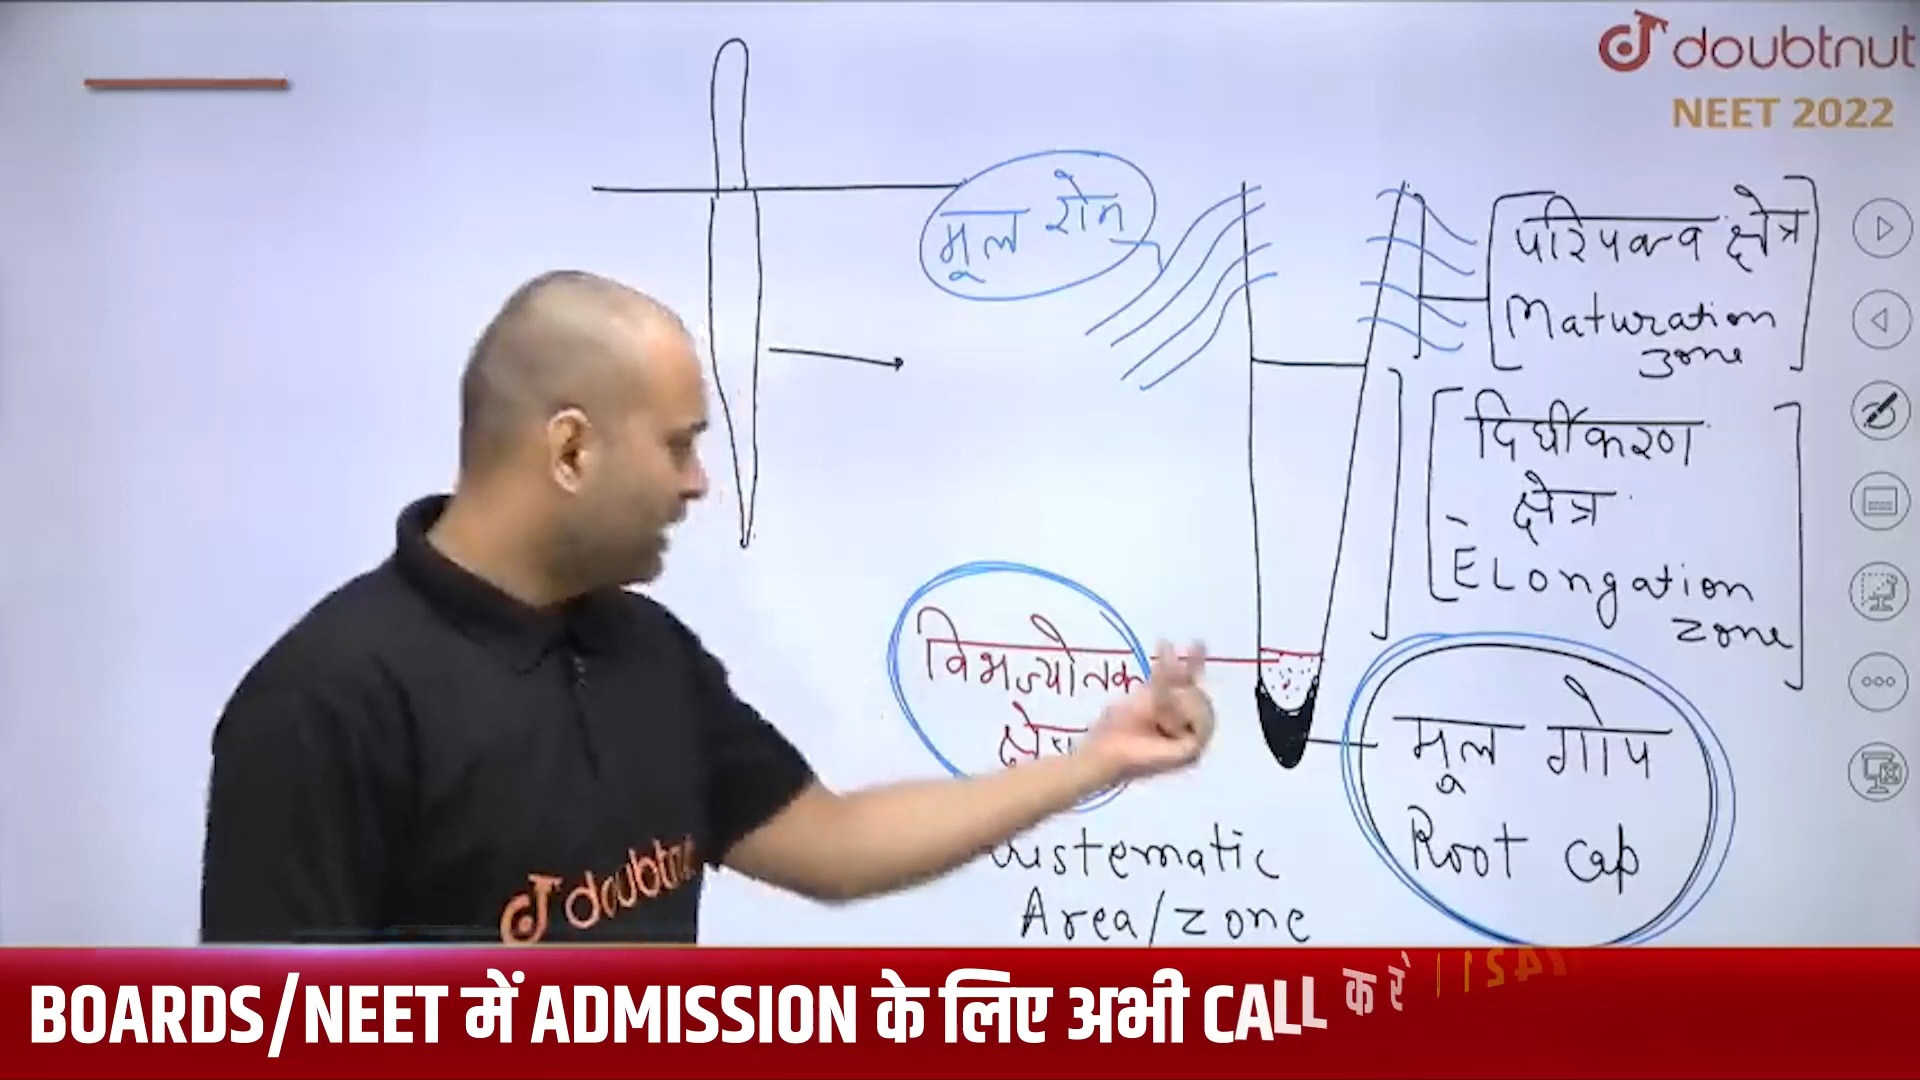 doubtnut
NEET 2022
मूल रोम
परिपक्व क्षेत्र
Maturation
zone
दिर्घीकरण
क्षेत्र
ELongation
zone
विभज्योतक
मूल गोप
Root cap
Area/zone
doubtnut
BOARDS/NEET में ADMISSION के लिए अभी CALL करें